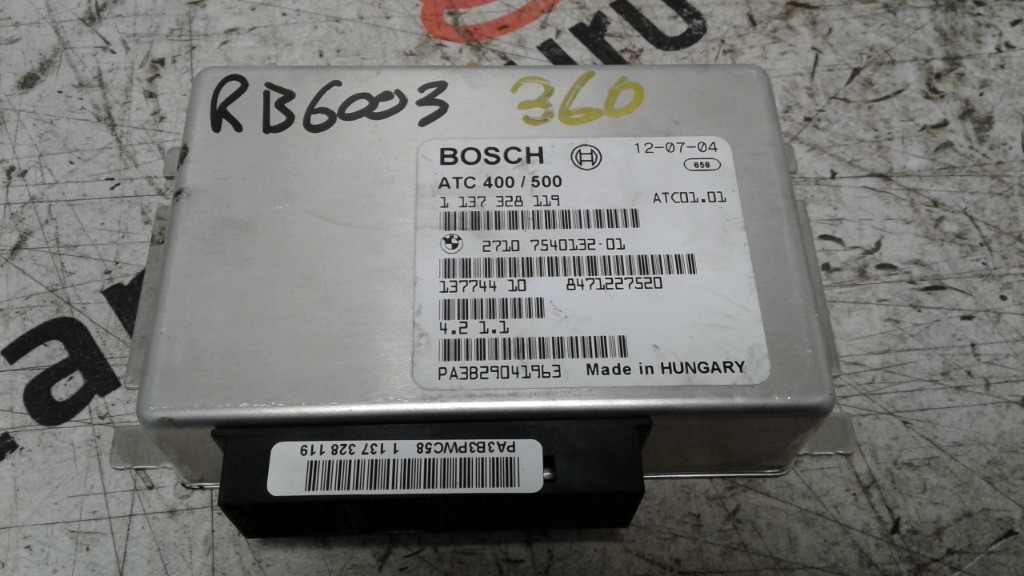 RB6003 360
BOSCH 12-07-04
658
ATC 400 / 500
1 137 328 119 ATC01.01
2710 7540132-01
137744 10 8471227520
4.2 1.1
PA3B29041963 Made in HUNGARY
PA3B3PWC58 1 137 328 119